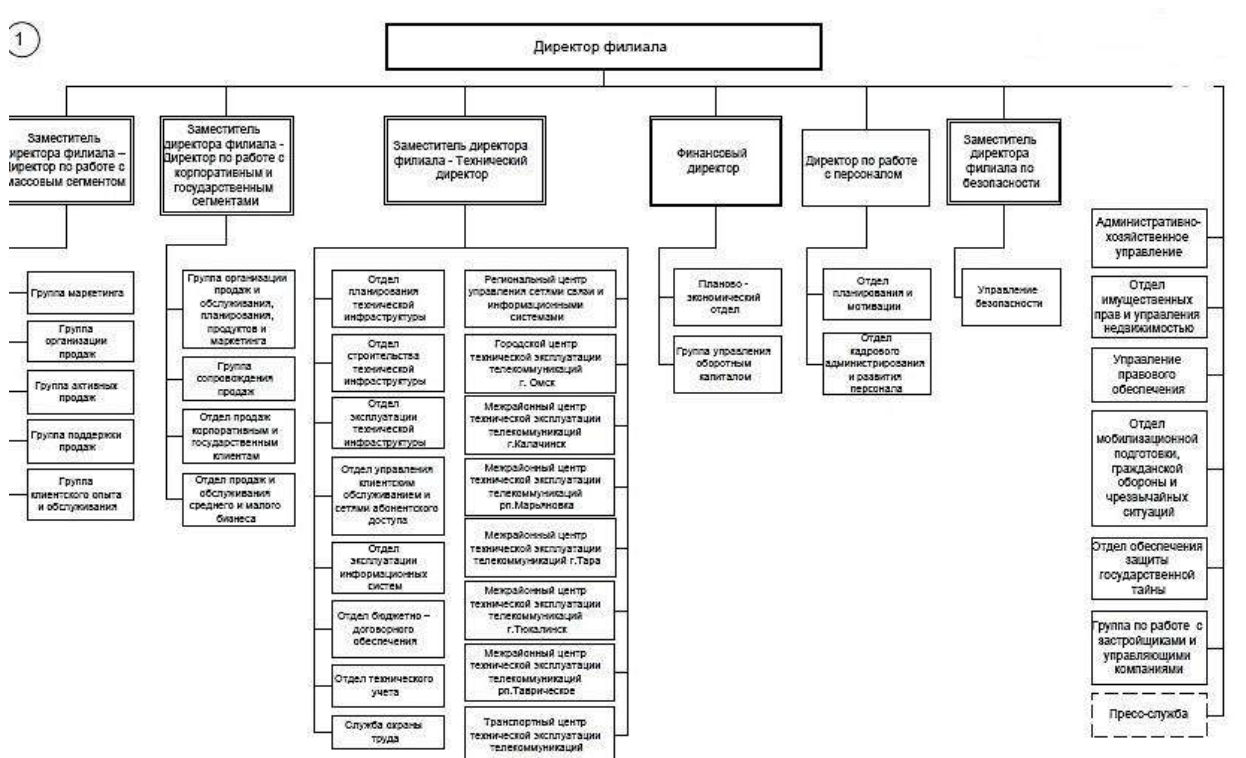 1
Директор филиала
Заместитель
директора филиала –
Директор по работе с
массовым сегментом
Заместитель
директора филиала -
Директор по работе с
корпоративным и
государственным
сегментами
Заместитель директора
филиала - Технический
директор
Финансовый
директор
Директор по работе
с персоналом
Заместитель
директора
филиала по
безопасности
Группа маркетинга
Группа
организации
продаж
Группа активных
продаж
Группа поддержки
продаж
Группа
клиентского опыта
и обслуживания
Группа организации
продаж и
обслуживания,
планирования,
продуктов и
маркетинга
Группа
сопровождения
продаж
Отдел продаж
корпоративным и
государственным
клиентам
Отдел продаж и
обслуживания
среднего и малого
бизнеса
Отдел
планирования
технической
инфраструктуры
Отдел
строительства
технической
инфраструктуры
Отдел
эксплуатации
технической
инфраструктуры
Отдел управления
клиентским
обслуживанием и
сетями абонентского
доступа
Отдел
эксплуатации
информационных
систем
Отдел бюджетно –
договорного
обеспечения
Отдел технического
учета
Служба охраны
труда
Региональный центр
управления сетями связи и
информационными
системами
Городской центр
технической эксплуатации
телекоммуникаций
г. Омск
Межрайонный центр
технической эксплуатации
телекоммуникаций
г.Калачинск
Межрайонный центр
технической эксплуатации
телекоммуникаций
рп.Марьяновка
Межрайонный центр
технической эксплуатации
телекоммуникаций г.Тара
Межрайонный центр
технической эксплуатации
телекоммуникаций
г.Тюкалинск
Межрайонный центр
технической эксплуатации
телекоммуникаций
рп.Таврическое
Транспортный центр
технической эксплуатации
телекоммуникаций
Планово -
экономический
отдел
Группа управления
оборотным
капиталом
Отдел
планирования и
мотивации
Отдел
кадрового
администрирования
и развития
персонала
Управление
безопасности
Административно-
хозяйственное
управление
Отдел
имущественных
прав и управления
недвижимостью
Управление
правового
обеспечения
Отдел
мобилизационной
подготовки,
гражданской
обороны и
чрезвычайных
ситуаций
Отдел обеспечения
защиты
государственной
тайны
Группа по работе с
застройщиками и
управляющими
компаниями
Пресс-служба